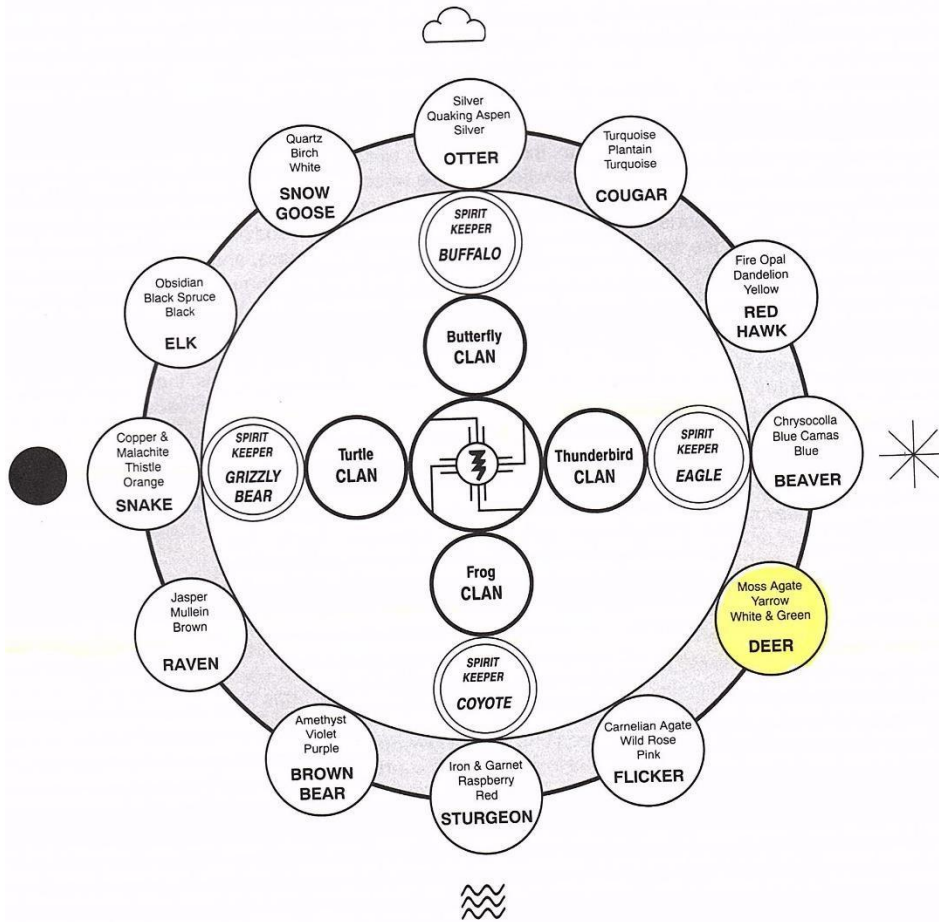 Silver
Quaking Aspen
Silver
OTTER
Turquoise
Plantain
Turquoise
COUGAR
Fire Opal
Dandelion
Yellow
RED
HAWK
Chrysocolla
Blue Camas
Blue
BEAVER
Moss Agate
Yarrow
White & Green
DEER
Carnelian Agate
Wild Rose
Pink
FLICKER
Iron & Garnet
Raspberry
Red
STURGEON
Amethyst
Violet
Purple
BROWN
BEAR
Jasper
Mullein
Brown
RAVEN
Copper &
Malachite
Thistle
Orange
SNAKE
Obsidian
Black Spruce
Black
ELK
Quartz
Birch
White
SNOW
GOOSE
SPIRIT
KEEPER
BUFFALO
Butterfly
CLAN
SPIRIT
KEEPER
GRIZZLY
BEAR
Turtle
CLAN
Thunderbird
CLAN
SPIRIT
KEEPER
EAGLE
Frog
CLAN
SPIRIT
KEEPER
COYOTE